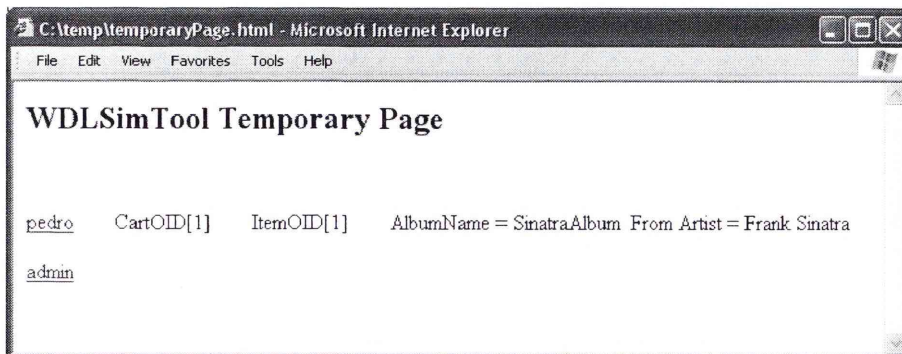 C:\temp\temporaryPage.html - Microsoft Internet Explorer
File Edit View Favorites Tools Help
WDLSimTool Temporary Page
pedro CartOID[1] ItemOID[1] AlbumName = SinatraAlbum From Artist = Frank Sinatra
admin